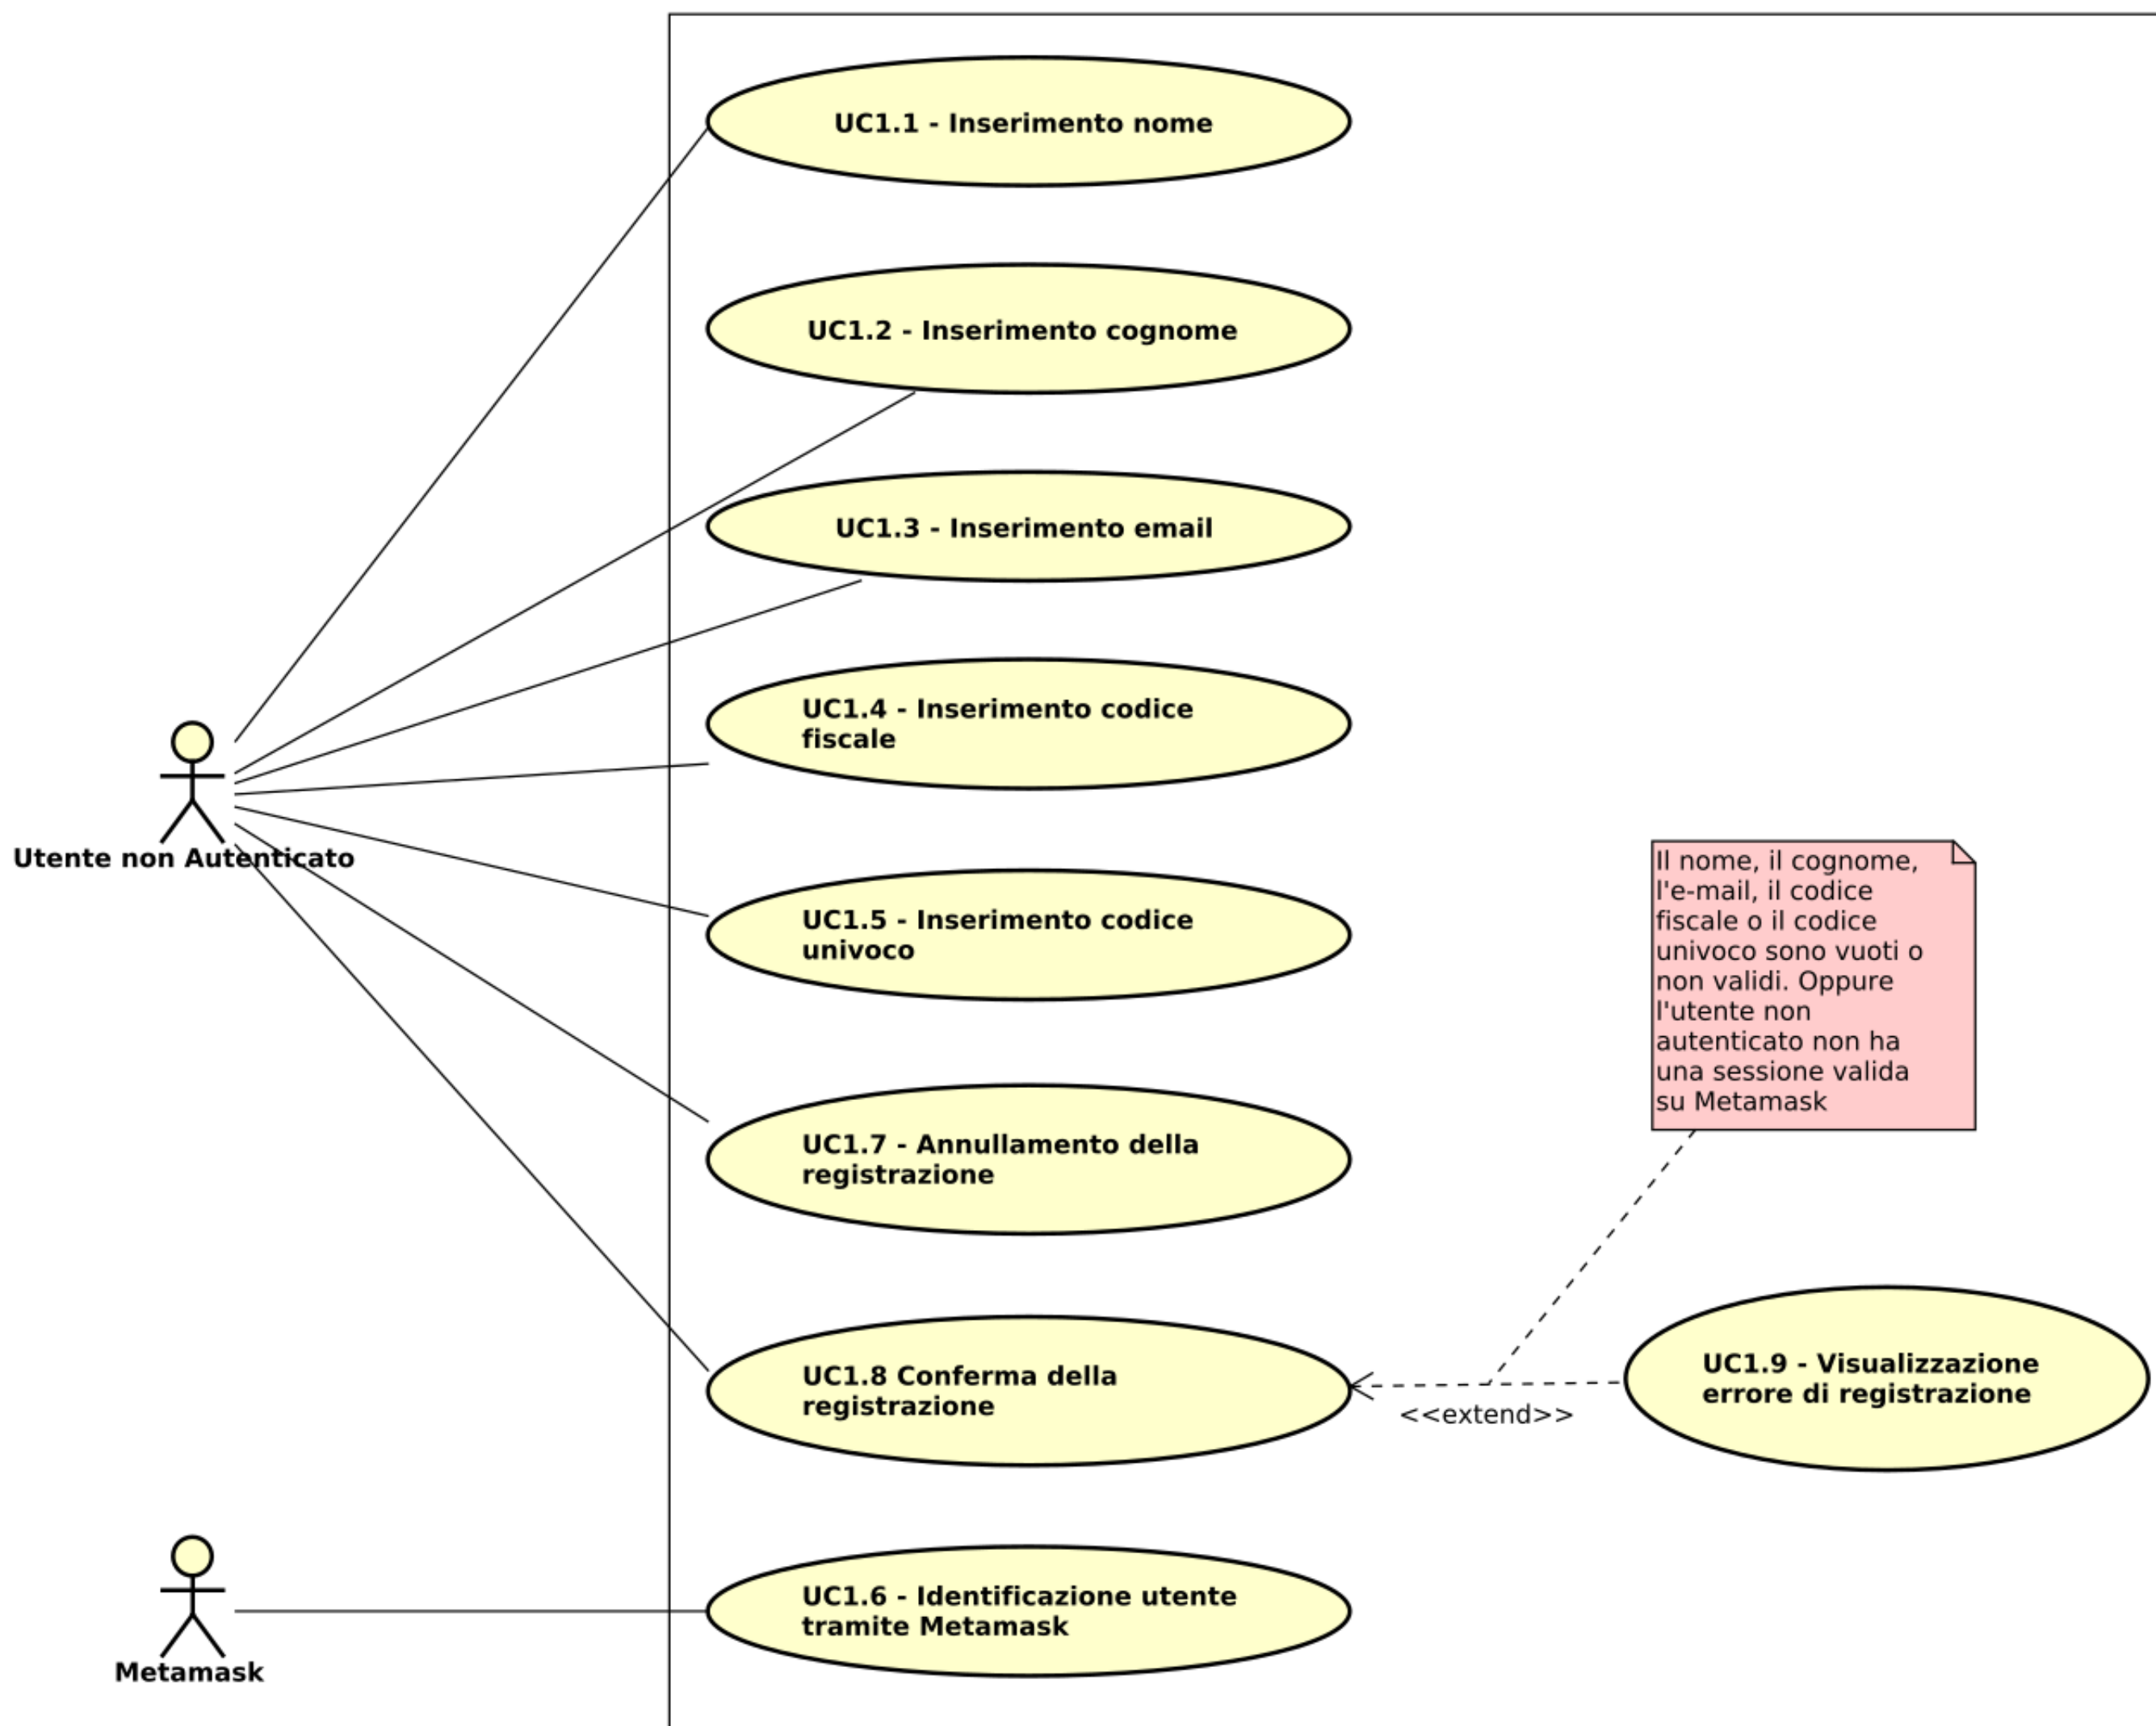 UC1.1 - Inserimento nome
UC1.2 - Inserimento cognome
UC1.3 - Inserimento email
UC1.4 - Inserimento codice
fiscale
Utente non Autenticato
UC1.5 - Inserimento codice
univoco
Il nome, il cognome,
l'e-mail, il codice
fiscale o il codice
univoco sono vuoti o
non validi. Oppure
l'utente non
autenticato non ha
una sessione valida
su Metamask
UC1.7 - Annullamento della
registrazione
UC1.8 Conferma della
registrazione
<<extend>>
UC1.9 - Visualizzazione
errore di registrazione
Metamask
UC1.6 - Identificazione utente
tramite Metamask